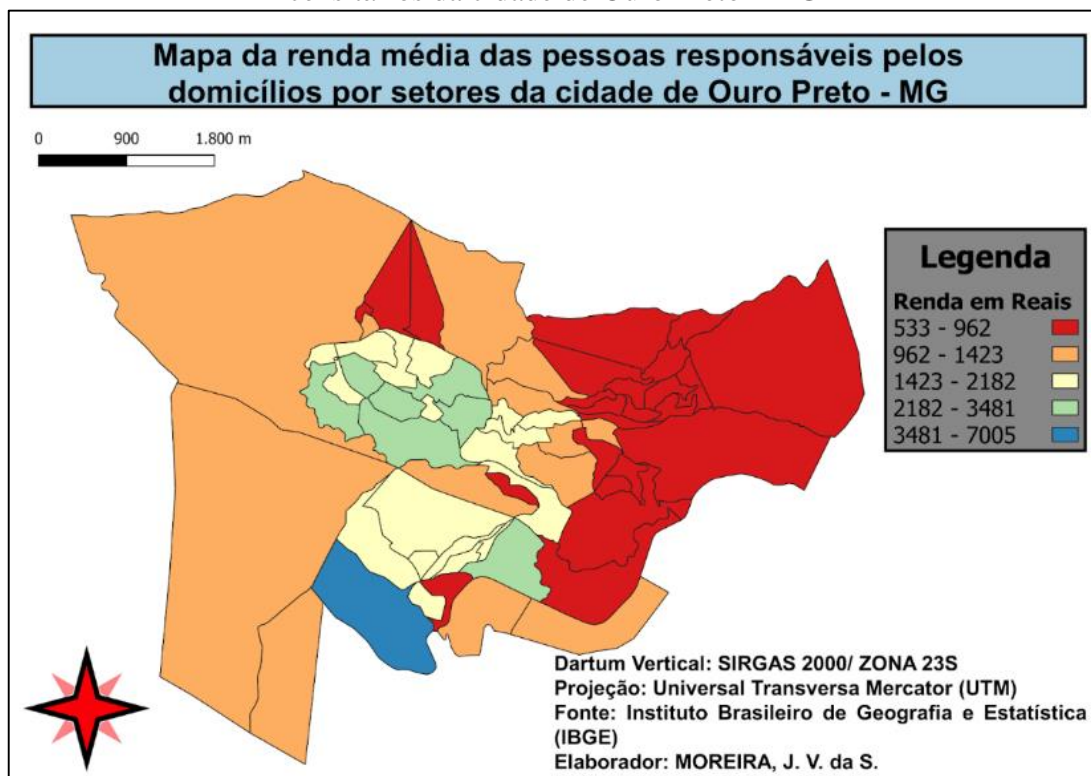 Mapa da renda média das pessoas responsáveis pelos
domicílios por setores da cidade de Ouro Preto - MG
0 900 1.800 m
Legenda
Renda em Reais
533 - 962
962 - 1423
1423 - 2182
2182 - 3481
3481 - 7005
Dartum Vertical: SIRGAS 2000/ ZONA 23S
Projeção: Universal Transversa Mercator (UTM)
Fonte: Instituto Brasileiro de Geografia e Estatística
(IBGE)
Elaborador: MOREIRA, J. V. da S.